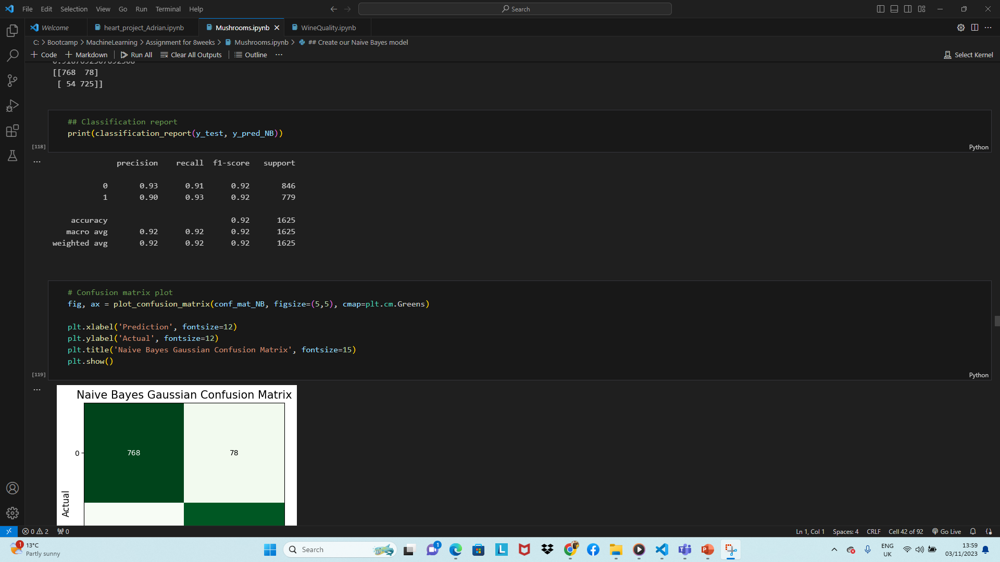 File Edit Selection View Go Run Terminal Help
Search
Welcome heart_project_Adrian.ipynb Mushrooms.ipynb WineQuality.ipynb
C: > Bootcamp > MachineLearning > Assignment for 8weeks > Mushrooms.ipynb > ## Create our Naive Bayes model
+ Code + Markdown Run All Clear All Outputs Outline ... Select Kernel
[[768  78]
 [ 54 725]]
## Classification report
print(classification_report(y_test, y_pred_NB))
[118]
Python
precision recall f1-score support
0 0.93 0.91 0.92 846
1 0.90 0.93 0.92 779
accuracy 0.92 1625
macro avg 0.92 0.92 0.92 1625
weighted avg 0.92 0.92 0.92 1625
# Confusion matrix plot
fig, ax = plot_confusion_matrix(conf_mat_NB, figsize=(5,5), cmap=plt.cm.Greens)
plt.xlabel('Prediction', fontsize=12)
plt.ylabel('Actual', fontsize=12)
plt.title('Naive Bayes Gaussian Confusion Matrix', fontsize=15)
plt.show()
[119]
Python
Naive Bayes Gaussian Confusion Matrix
0 768 78
Actual
0 2 0 Ln 1, Col 1 Spaces: 4 CRLF Cell 42 of 92 Go Live
1 13°C
Partly sunny
Search
1
L
ENG
UK
13:59
03/11/2023